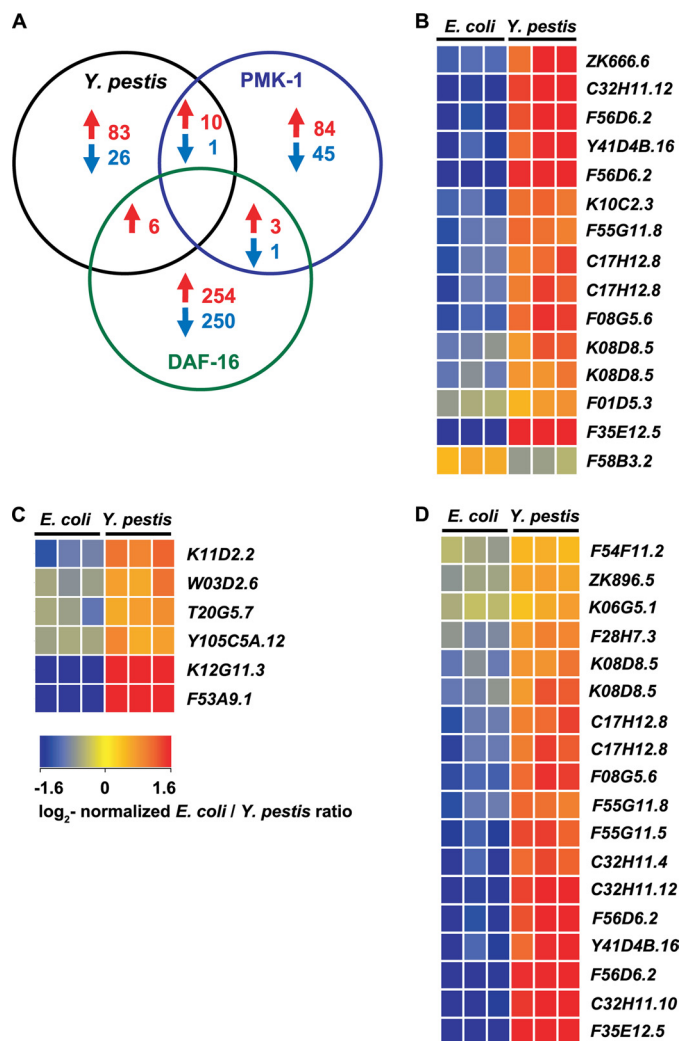 A
Y. pestis
PMK-1
83
26
10
1
84
45
6
3
1
254
250
DAF-16
B
E. coli Y. pestis
ZK666.6
C32H11.12
F56D6.2
Y41D4B.16
F56D6.2
K10C2.3
F55G11.8
C17H12.8
C17H12.8
F08G5.6
K08D8.5
K08D8.5
F01D5.3
F35E12.5
F58B3.2
C
E. coli Y. pestis
K11D2.2
W03D2.6
T20G5.7
Y105C5A.12
K12G11.3
F53A9.1
-1.6 0 1.6
log2- normalized E. coli / Y. pestis ratio
D
E. coli Y. pestis
F54F11.2
ZK896.5
K06G5.1
F28H7.3
K08D8.5
K08D8.5
C17H12.8
C17H12.8
F08G5.6
F55G11.8
F55G11.5
C32H11.4
C32H11.12
F56D6.2
Y41D4B.16
F56D6.2
C32H11.10
F35E12.5